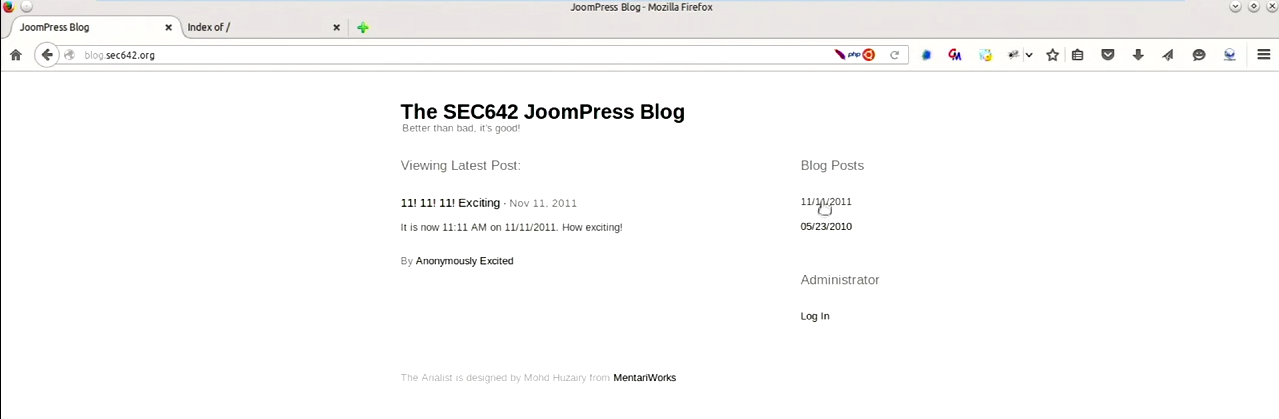 JoomPress Blog - Mozilla Firefox
JoomPress Blog
Index of /
blog.sec642.org
php
The SEC642 JoomPress Blog
Better than bad, it's good!
Viewing Latest Post:
11! 11! 11! Exciting · Nov 11, 2011
It is now 11:11 AM on 11/11/2011. How exciting!
By Anonymously Excited
Blog Posts
11/11/2011
05/23/2010
Administrator
Log In
The Analist is designed by Mohd Huzairy from MentariWorks